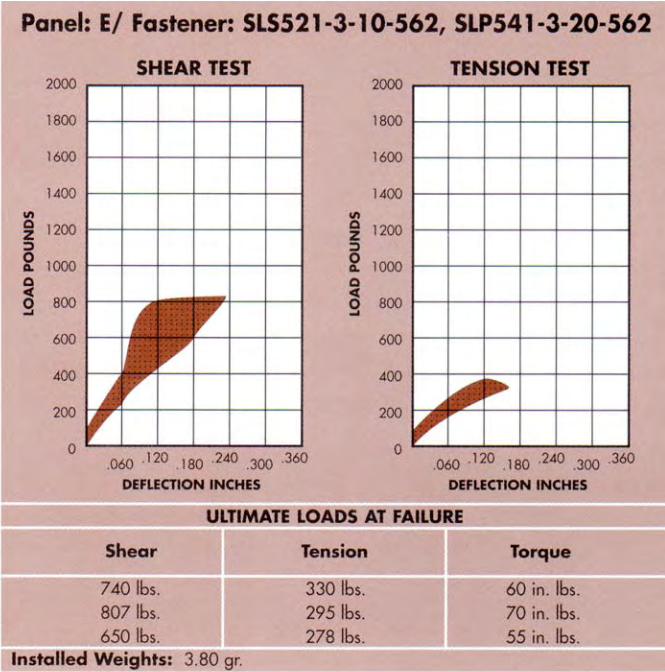 Panel: E/ Fastener: SLS521-3-10-562, SLP541-3-20-562
SHEAR TEST
LOAD POUNDS
2000
1800
1600
1400
1200
1000
800
600
400
200
0
.060 .120 .180 .240 .300 .360
DEFLECTION INCHES
TENSION TEST
LOAD POUNDS
2000
1800
1600
1400
1200
1000
800
600
400
200
0
.060 .120 .180 .240 .300 .360
DEFLECTION INCHES
ULTIMATE LOADS AT FAILURE
Shear Tension Torque
740 lbs. 330 lbs. 60 in. lbs.
807 lbs. 295 lbs. 70 in. lbs.
650 lbs. 278 lbs. 55 in. lbs.
Installed Weights: 3.80 gr.